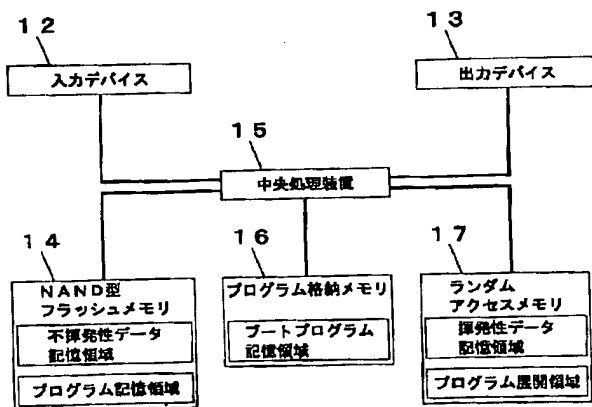 12
13
入力デバイス
出力デバイス
15
中央処理装置
14
16
17
NAND型
フラッシュメモリ
不揮発性データ
記憶領域
プログラム記憶領域
プログラム格納メモリ
ブートプログラム
記憶領域
ランダム
アクセスメモリ
揮発性データ
記憶領域
プログラム展開領域